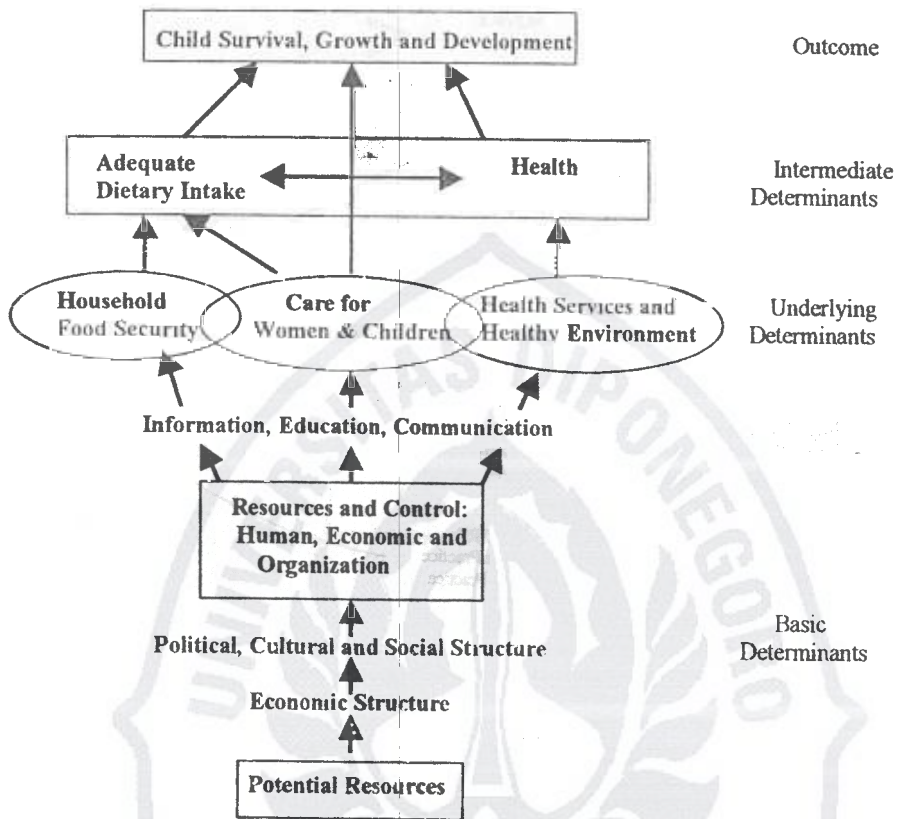 Child Survival, Growth and Development
Outcome
Adequate
Dietary Intake
Health
Intermediate
Determinants
Household
Food Security
Care for
Women & Children
Health Services and
Healthy Environment
Underlying
Determinants
Information, Education, Communication
Resources and Control:
Human, Economic and
Organization
Political, Cultural and Social Structure
Basic
Determinants
Economic Structure
Potential Resources
UNIVERSITAS DIPONEGORO